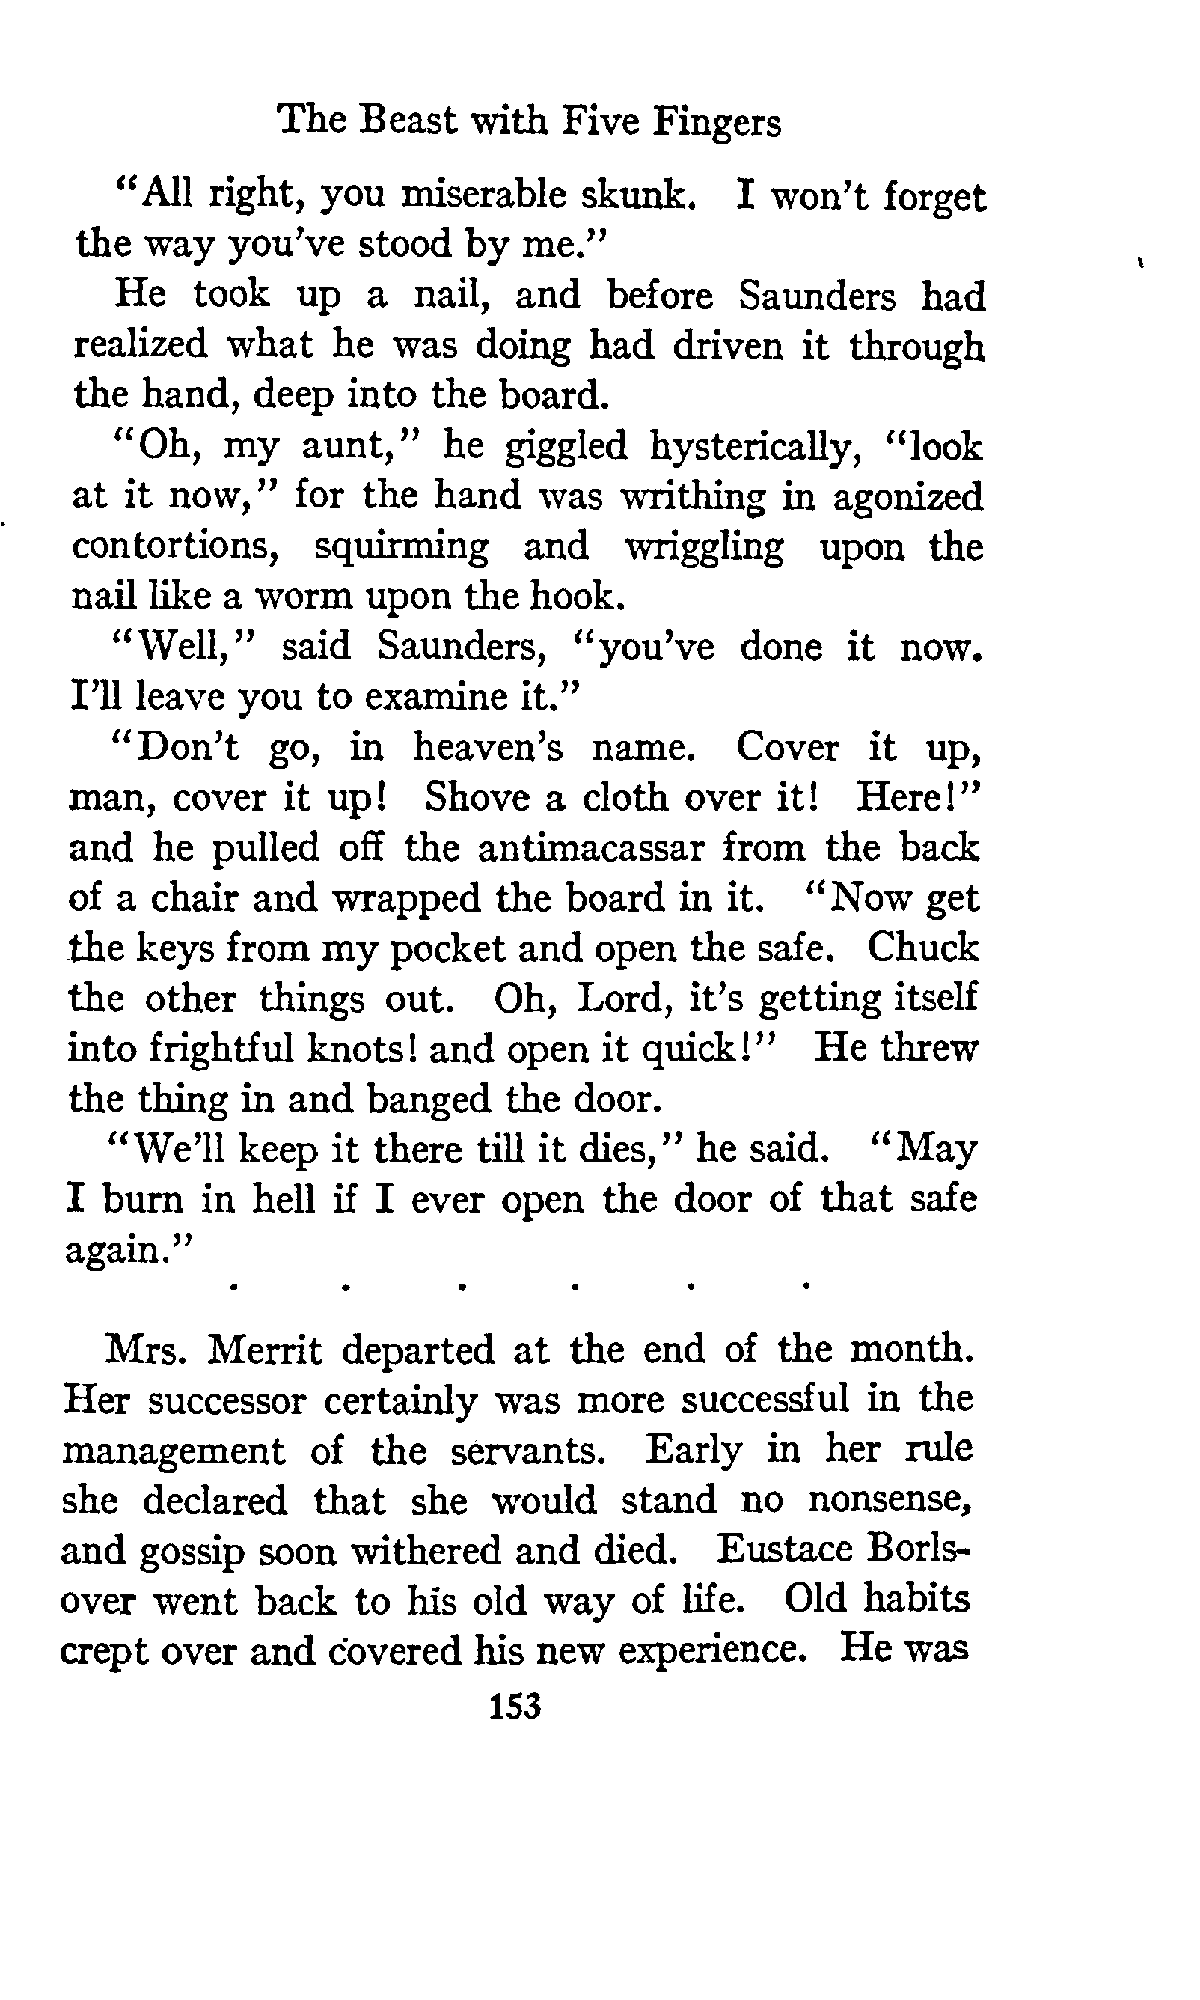 The Beast with Five Fingers
"All right, you miserable skunk. I won't forget
the way you've stood by me."
He took up a nail, and before Saunders had
realized what he was doing had driven it through
the hand, deep into the board.
"Oh, my aunt," he giggled hysterically, "look
at it now," for the hand was writhing in agonized
contortions, squirming and wriggling upon the
nail like a worm upon the hook.
"Well," said Saunders, "you've done it now.
I'll leave you to examine it."
"Don't go, in heaven's name. Cover it up,
man, cover it up! Shove a cloth over it! Here!"
and he pulled off the antimacassar from the back
of a chair and wrapped the board in it. "Now get
the keys from my pocket and open the safe. Chuck
the other things out. Oh, Lord, it's getting itself
into frightful knots! and open it quick!" He threw
the thing in and banged the door.
"We'll keep it there till it dies," he said. "May
I burn in hell if I ever open the door of that safe
again."
. . . . . .
Mrs. Merrit departed at the end of the month.
Her successor certainly was more successful in the
management of the servants. Early in her rule
she declared that she would stand no nonsense,
and gossip soon withered and died. Eustace Borls-
over went back to his old way of life. Old habits
crept over and covered his new experience. He was
153